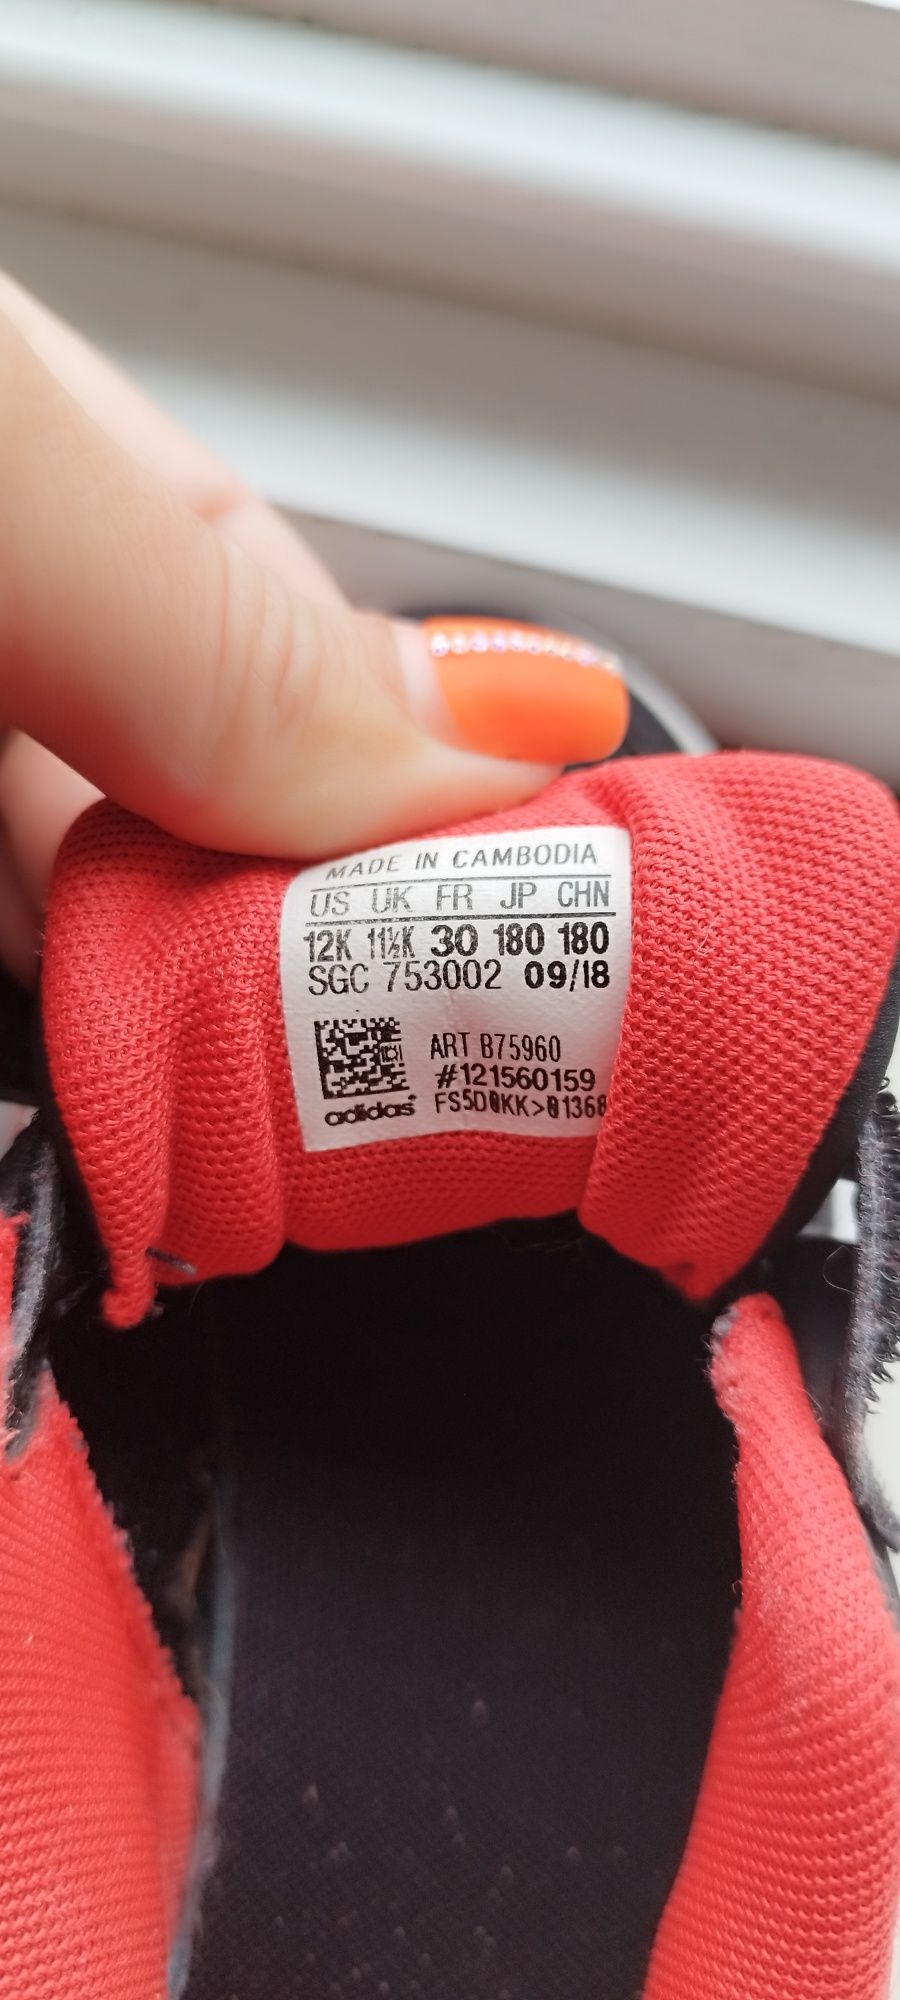 MADE IN CAMBODIA
US UK FR JP CHN
12K 11½K 30 180 180
SGC 753002 09/18
ART B75960
#121560159
adidas FS5D0KK>01368